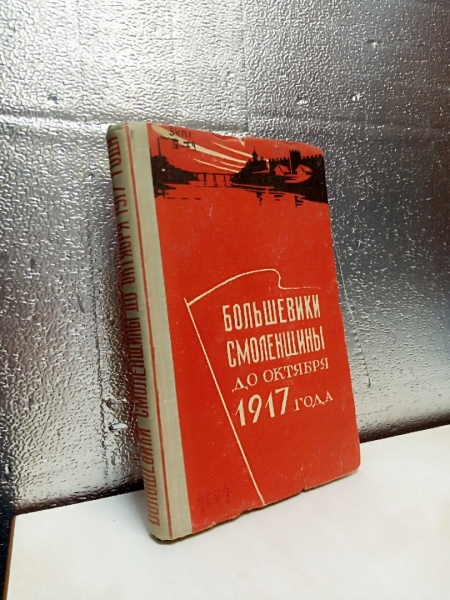 БОЛЬШЕВИКИ СМОЛЕНЩИНЫ ДО ОКТЯБРЯ 1917 ГОДА
БОЛЬШЕВИКИ
СМОЛЕНЩИНЫ
ДО ОКТЯБРЯ
1917 ГОДА